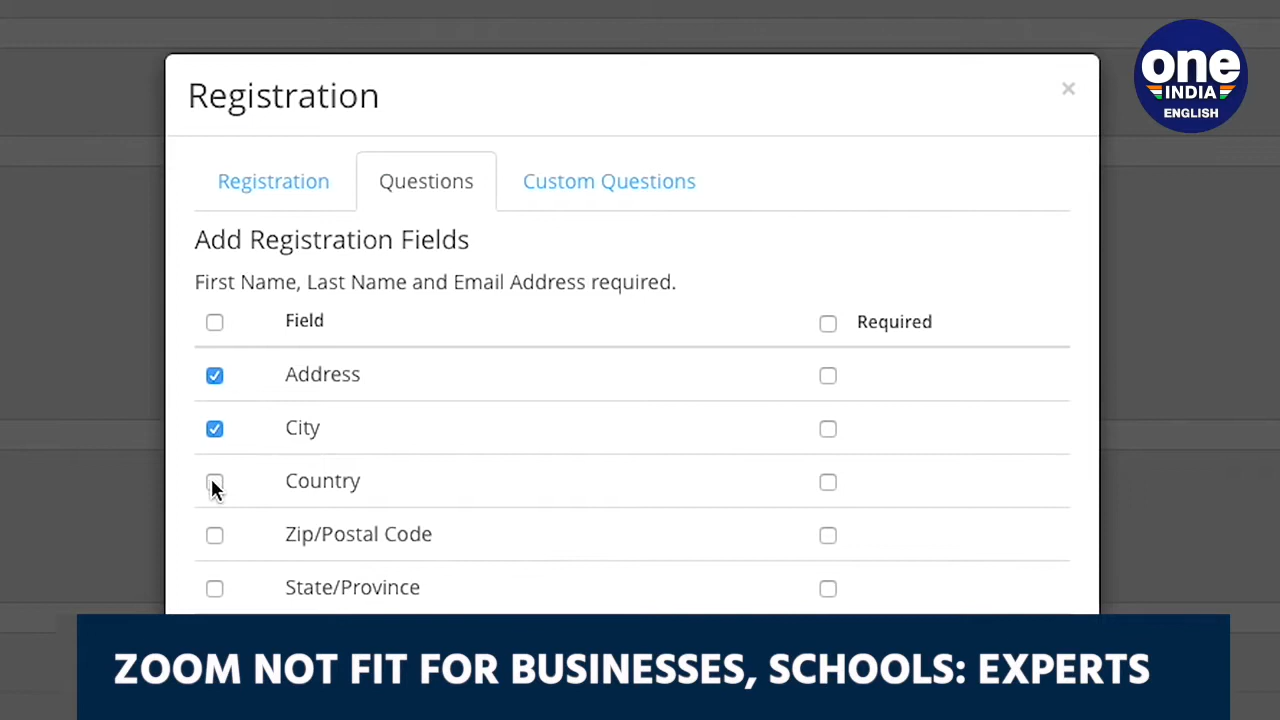 one
INDIA
ENGLISH
Registration ×
Registration Questions Custom Questions
Add Registration Fields
First Name, Last Name and Email Address required.
Field Required
Address
City
Country
Zip/Postal Code
State/Province
ZOOM NOT FIT FOR BUSINESSES, SCHOOLS: EXPERTS